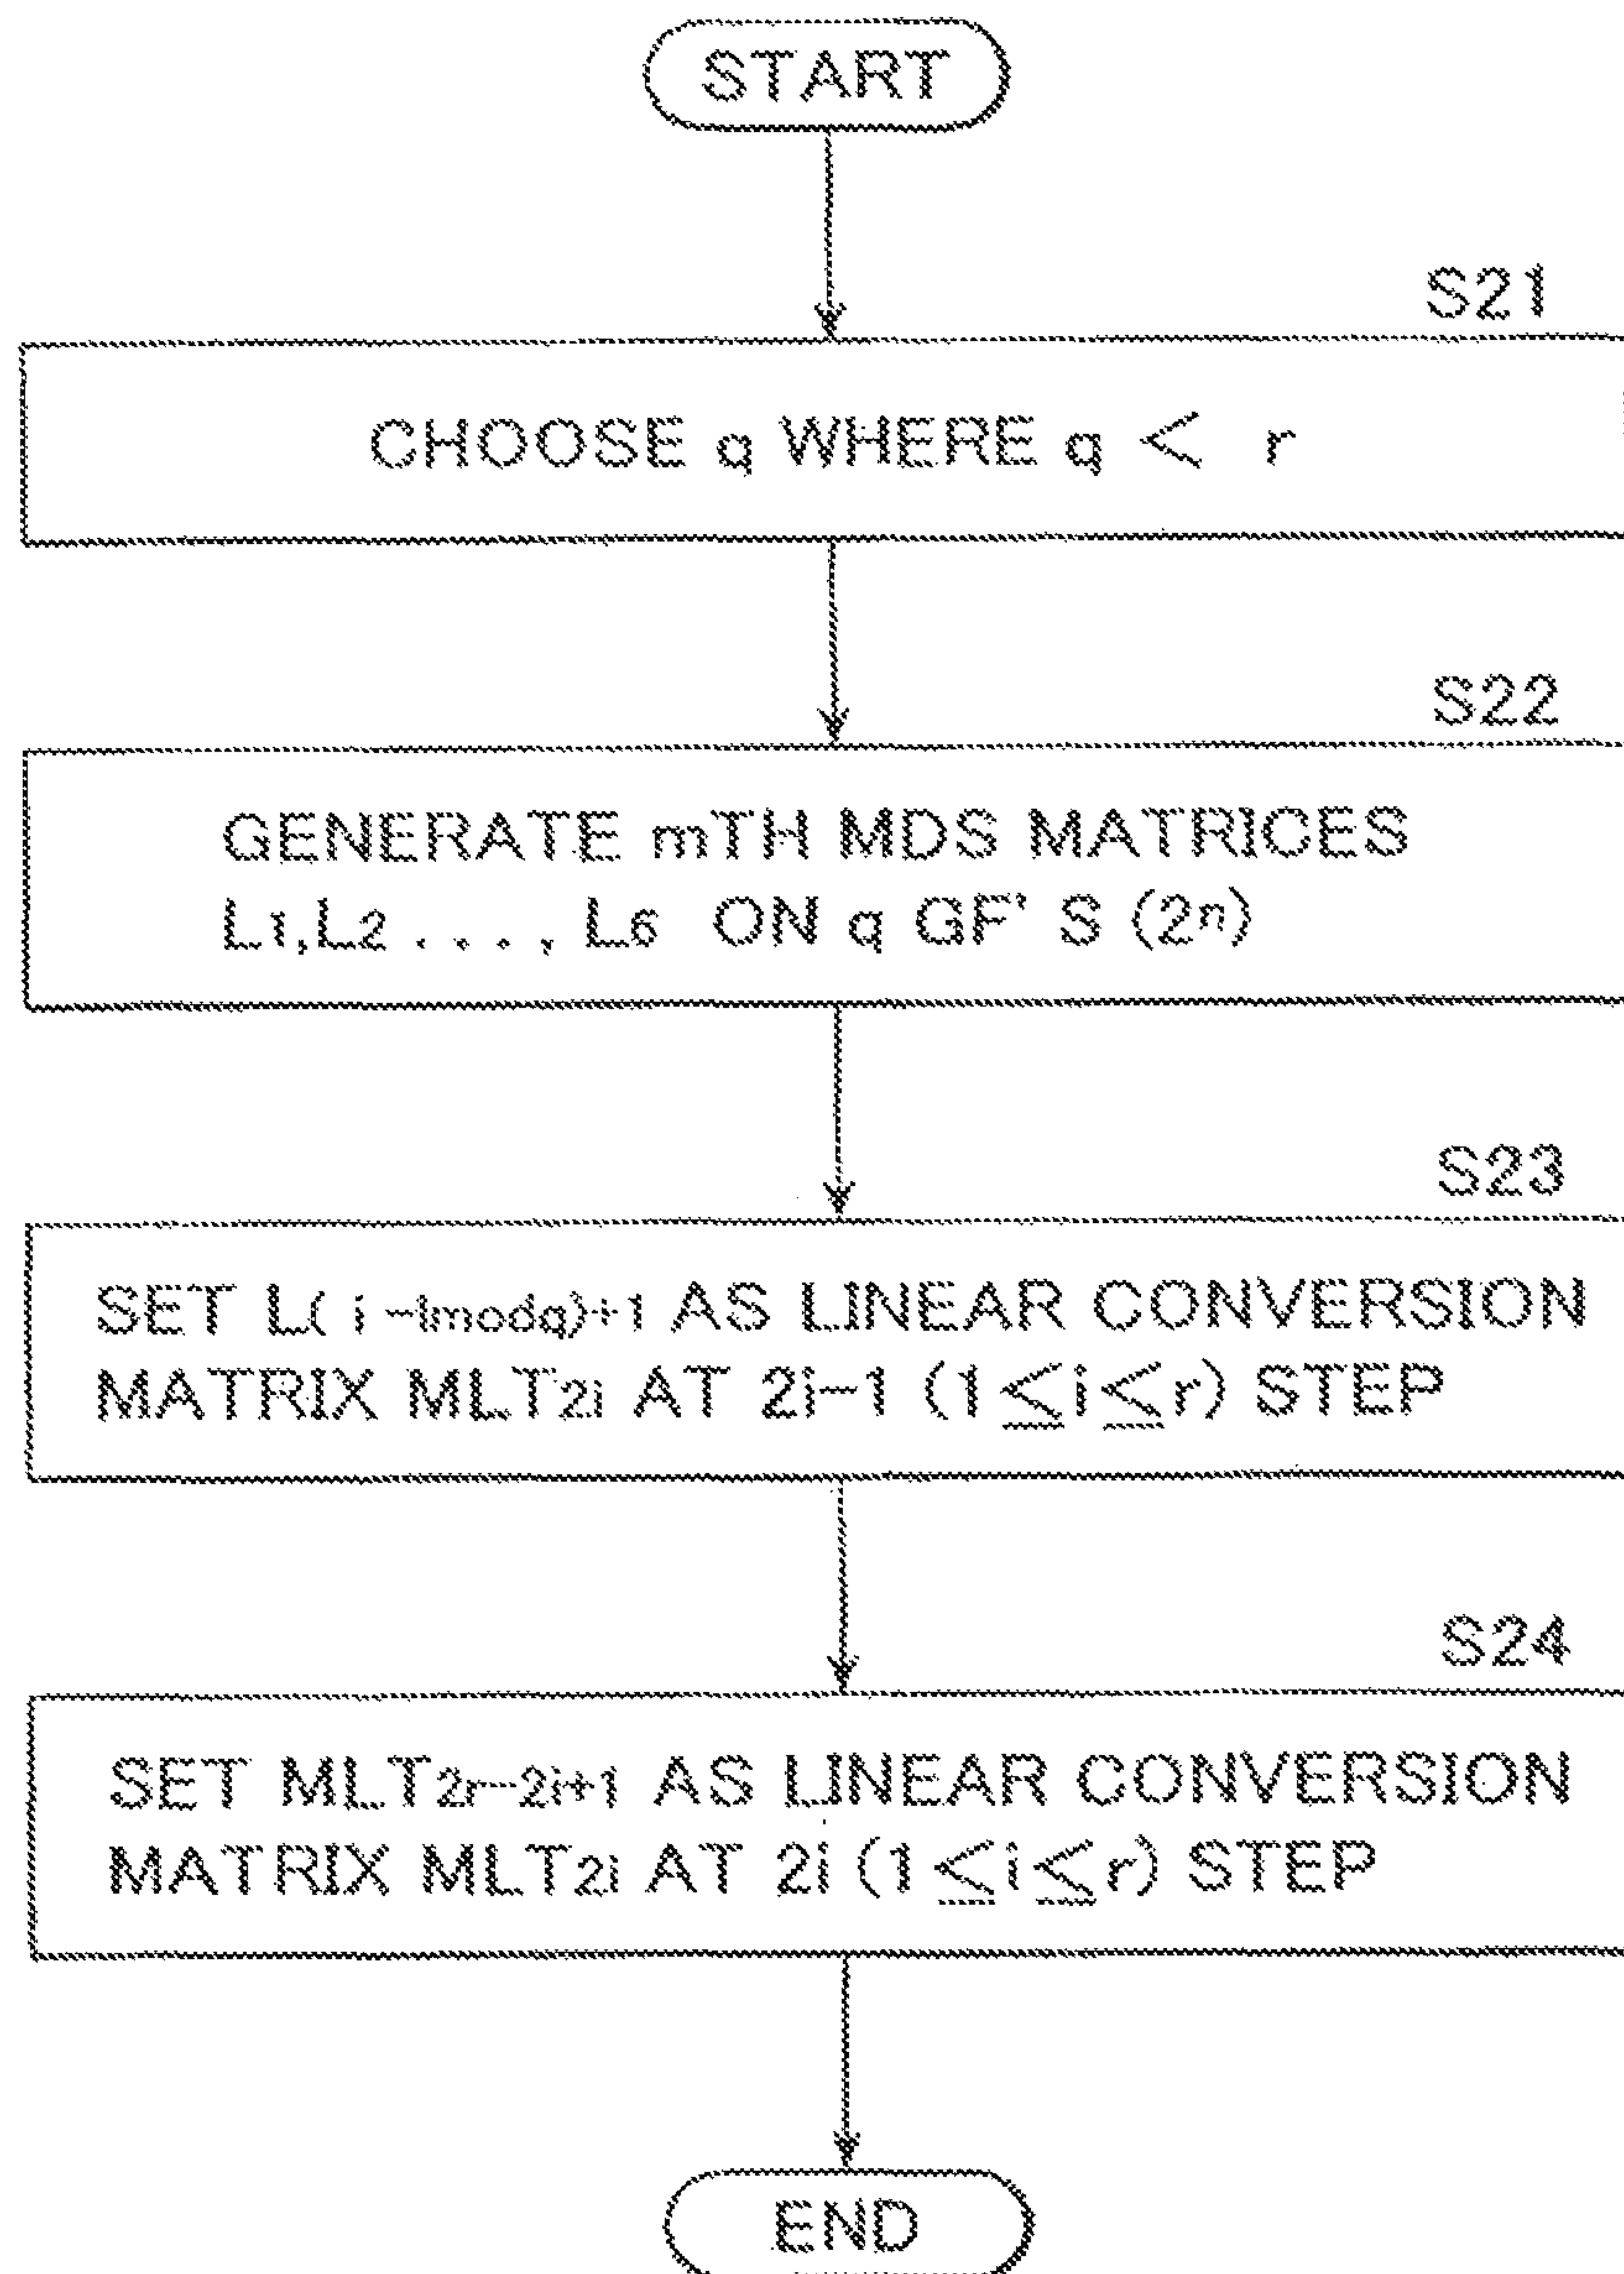 START
S21
CHOOSE q WHERE q < r
S22
GENERATE mTH MDS MATRICES
L1,L2 . . . , L6 ON q GF' S (2ⁿ)
S23
SET L( i -1modq)+1 AS LINEAR CONVERSION
MATRIX MLT2i AT 2i-1 (1≦i≦r) STEP
S24
SET MLT2r-2i+1 AS LINEAR CONVERSION
MATRIX MLT2i AT 2i (1≦i≦r) STEP
END